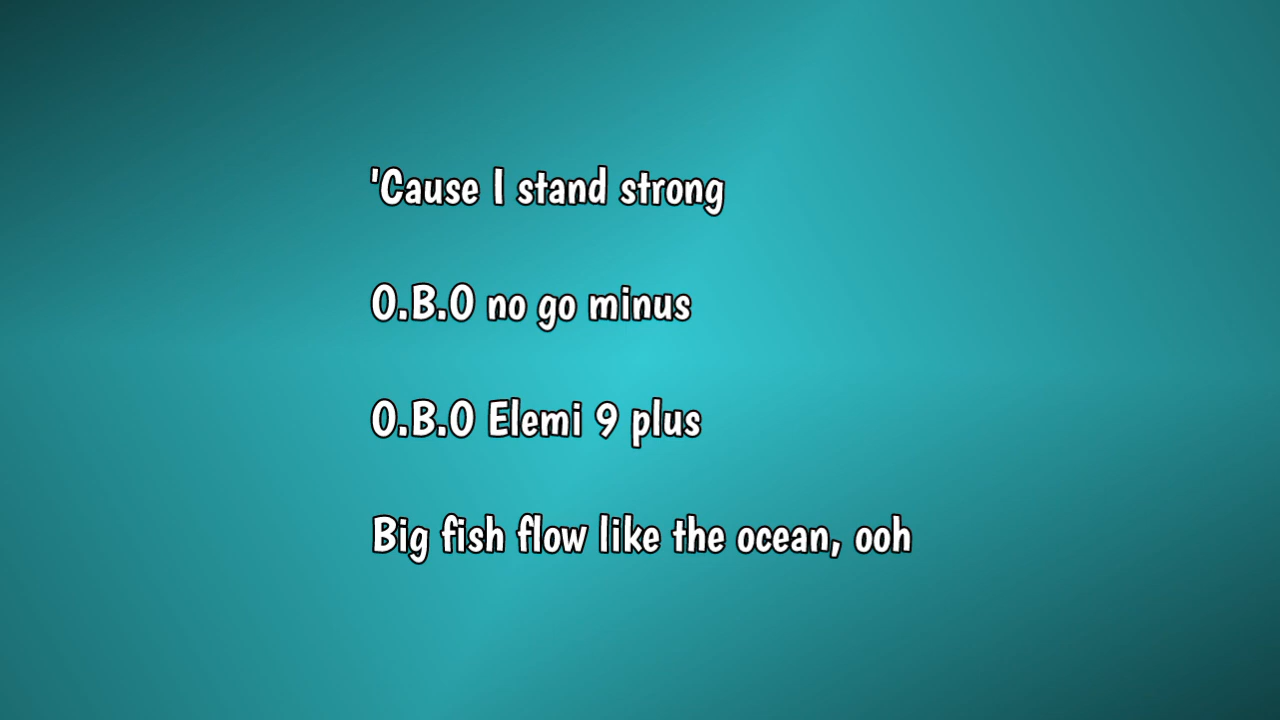 'Cause I stand strong
O.B.O no go minus
O.B.O Elemi 9 plus
Big fish flow like the ocean, ooh